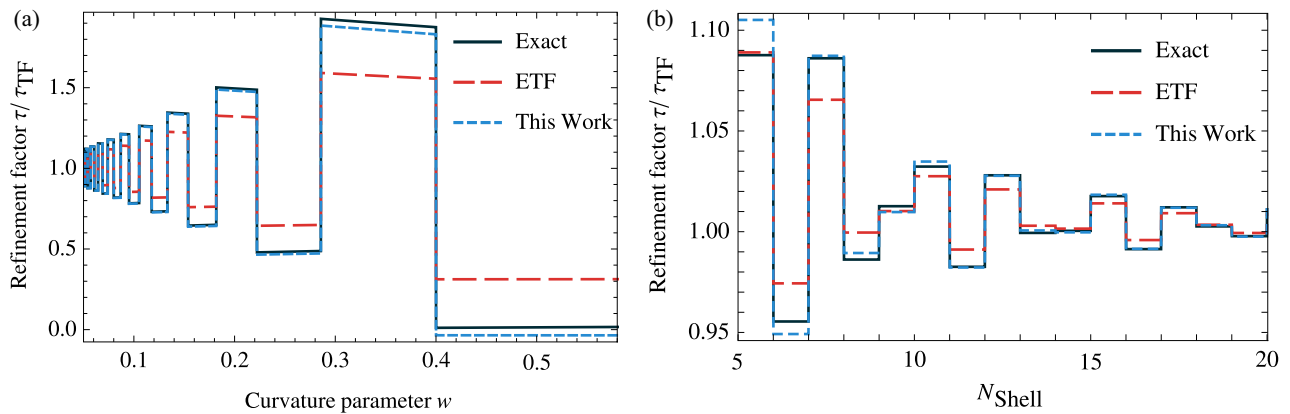 (a)
Refinement factor τ/τTF
1.5
1.0
0.5
0.0
Exact
ETF
This Work
0.1
0.2
0.3
0.4
0.5
Curvature parameter w
(b)
Refinement factor τ/τTF
1.10
1.05
1.00
0.95
Exact
ETF
This Work
5
10
15
20
NShell